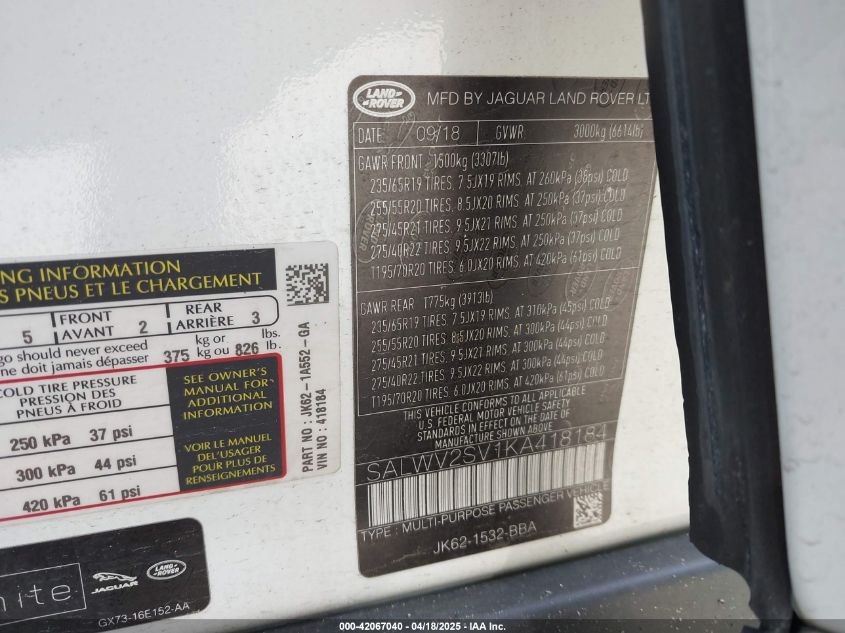 ING INFORMATION
S PNEUS ET LE CHARGEMENT
5 FRONT AVANT 2 REAR ARRIÈRE 3
go should never exceed 375 kg or lbs.
ne doit jamais dépasser kg ou 826 lb.
COLD TIRE PRESSURE
PRESSION DES
PNEUS À FROID
250 kPa 37 psi
300 kPa 44 psi
420 kPa 61 psi
SEE OWNER'S
MANUAL FOR
ADDITIONAL
INFORMATION
VOIR LE MANUEL
DEL'USAGER
POUR PLUS DE
RENSEIGNEMENTS
PART NO : JK62-1A552-GA
VIN NO : 418184
nite
JAGUAR
LAND-ROVER
GX73-16E152-AA
LAND-ROVER
MFD BY JAGUAR LAND ROVER LT
DATE 09/18 GVWR 3000kg (6614lb)
GAWR FRONT 1500kg (3307lb)
235/65R19 TIRES, 7.5JX19 RIMS, AT 260kPa (38psi) COLD
255/55R20 TIRES, 8.5JX20 RIMS, AT 250kPa (37psi) COLD
275/45R21 TIRES, 9.5JX21 RIMS, AT 250kPa (37psi) COLD
275/40R22 TIRES, 9.5JX22 RIMS, AT 250kPa (37psi) COLD
T195/70R20 TIRES, 6.0JX20 RIMS, AT 420kPa (61psi) COLD
GAWR REAR 1775kg (3913lb)
235/65R19 TIRES, 7.5JX19 RIMS, AT 310kPa (45psi) COLD
255/55R20 TIRES, 8.5JX20 RIMS, AT 300kPa (44psi) COLD
275/45R21 TIRES, 9.5JX21 RIMS, AT 300kPa (44psi) COLD
275/40R22 TIRES, 9.5JX22 RIMS, AT 300kPa (44psi) COLD
T195/70R20 TIRES, 6.0JX20 RIMS, AT 420kPa (61psi) COLD
THIS VEHICLE CONFORMS TO ALL APPLICABLE
U.S. FEDERAL MOTOR VEHICLE SAFETY
STANDARDS IN EFFECT ON THE DATE OF
MANUFACTURE SHOWN ABOVE
SALWV2SV1KA418184
TYPE : MULTI-PURPOSE PASSENGER VEHICLE
JK62-1532-BBA
000-42067040 - 04/18/2025 - IAA Inc.